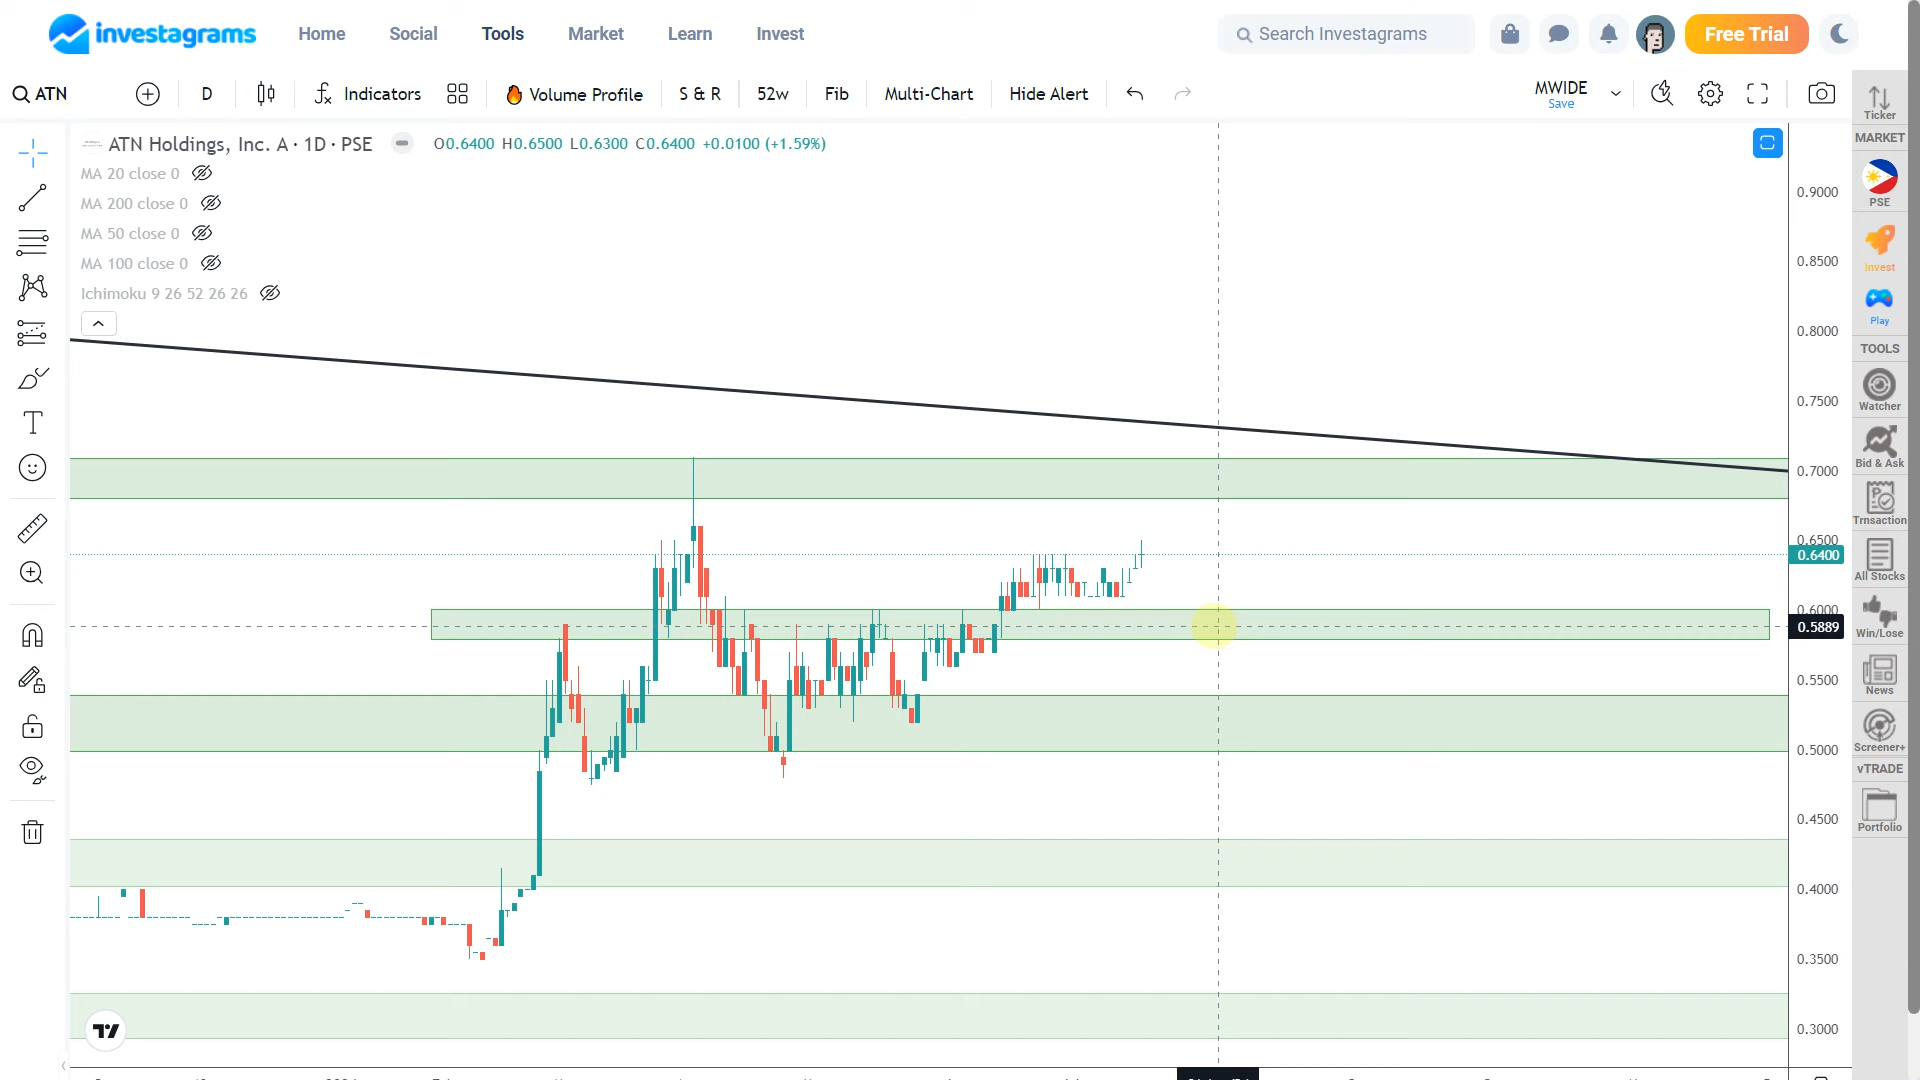 investagrams Home Social Tools Market Learn Invest Search Investagrams Free Trial
ATN D Indicators Volume Profile S & R 52w Fib Multi-Chart Hide Alert MWIDE Save
ATN Holdings, Inc. A · 1D · PSE O0.6400 H0.6500 L0.6300 C0.6400 +0.0100 (+1.59%)
MA 20 close 0
MA 200 close 0
MA 50 close 0
MA 100 close 0
Ichimoku 9 26 52 26 26
0.9000
0.8500
0.8000
0.7500
0.7000
0.6500
0.6400
0.6000
0.5889
0.5500
0.5000
0.4500
0.4000
0.3500
0.3000
Ticker
MARKET
PSE
Invest
Play
TOOLS
Watcher
Bid & Ask
Trnsaction
All Stocks
Win/Lose
News
Screener+
vTRADE
Portfolio